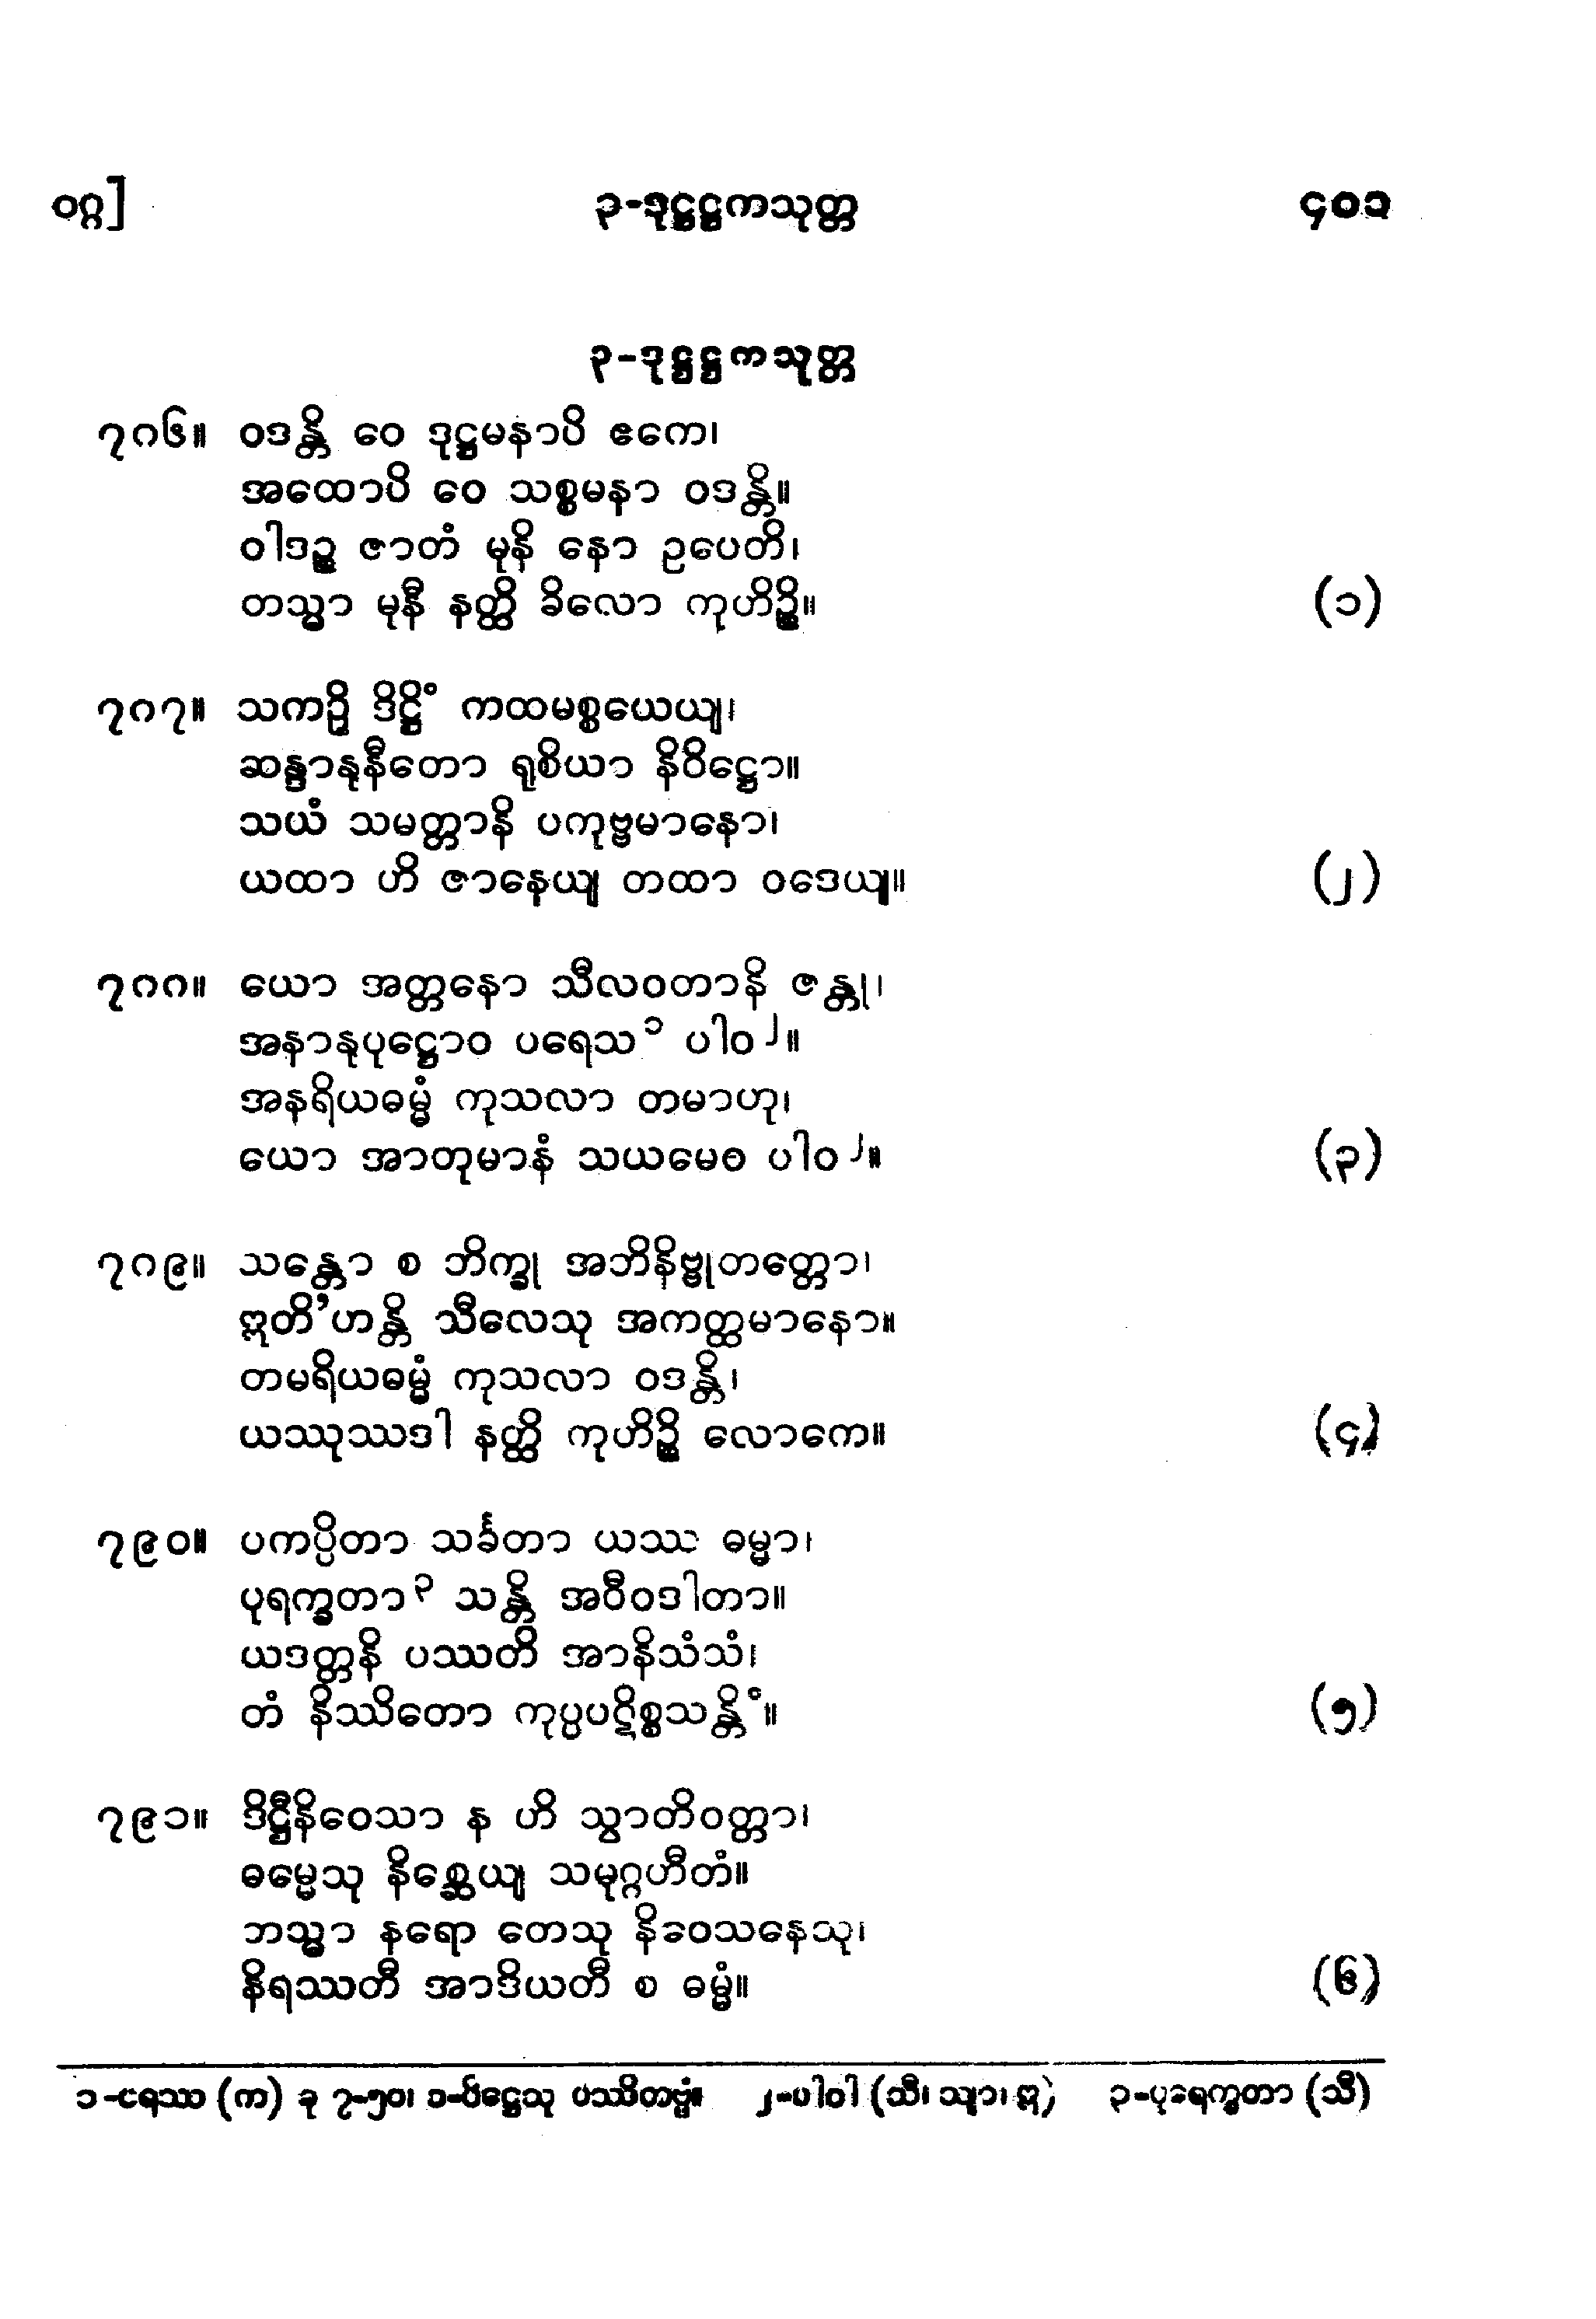 ဝဂ္ဂ] ၃-ဒုဋ္ဌဋ္ဌကသုတ္တ ၄၀၁
၃-ဒုဋ္ဌဋ္ဌကသုတ္တ
၇၈၆။ ဝဒန္တိ ဝေ ဒုဋ္ဌမနာပိ ဧကေ၊
အထောပိ ဝေ သစ္စမနာ ဝဒန္တိ။
ဝါဒဉ္စ ဇာတံ မုနိ နော ဥပေတိ၊
တသ္မာ မုနီ နတ္ထိ ခိလော ကုဟိဉ္စိ။ (၁)
၇၈၇။ သကဉှိ ဒိဋ္ဌိံ ကထမစ္စယေယျ၊
ဆန္ဒာနုနီတော ရုစိယာ နိဝိဋ္ဌော။
သယံ သမတ္တာနိ ပကုဗ္ဗမာနော၊
ယထာ ဟိ ဇာနေယျ တထာ ဝဒေယျ။ (၂)
၇၈၈။ ယော အတ္တနော သီလဝတာနိ ဇန္တု၊
အနာနုပုဋ္ဌောဝ ပရေသ၁ ပါဝ၂။
အနရိယဓမ္မံ ကုသလာ တမာဟု၊
ယော အာတုမာနံ သယမေဝ ပါဝ၂။ (၃)
၇၈၉။ သန္တော စ ဘိက္ခု အဘိနိဗ္ဗုတတ္တော၊
ဣတိ’ဟန္တိ သီလေသု အကတ္ထမာနော။
တမရိယဓမ္မံ ကုသလာ ဝဒန္တိ၊
ယဿုဿဒါ နတ္ထိ ကုဟိဉ္စိ လောကေ။ (၄)
၇၉၀။ ပကပ္ပိတာ သင်္ခတာ ယဿ ဓမ္မာ၊
ပုရက္ခတာ၃ သန္တိ အဝီဝဒါတာ။
ယဒတ္တနိ ပဿတိ အာနိသံသံ၊
တံ နိဿိတော ကုပ္ပပဋိစ္စသန္တိံ။ (၅)
၇၉၁။ ဒိဋ္ဌီနိဝေသာ န ဟိ သွာတိဝတ္တာ၊
ဓမ္မေသု နိစ္ဆေယျ သမုဂ္ဂဟီတံ။
တသ္မာ နရော တေသု နိဝေသနေသု၊
နိရဿတီ အာဒိယတီ စ ဓမ္မံ။ (၆)
၁-ပရဿ (က) ခု ၇-၅၀၊ ၁-ပိဋ္ဌေသု ပဿိတဗ္ဗံ။ ၂-ပါဝါ (သီ၊ သျာ၊ ဣ) ၃-ပုရေက္ခတာ (သီ)